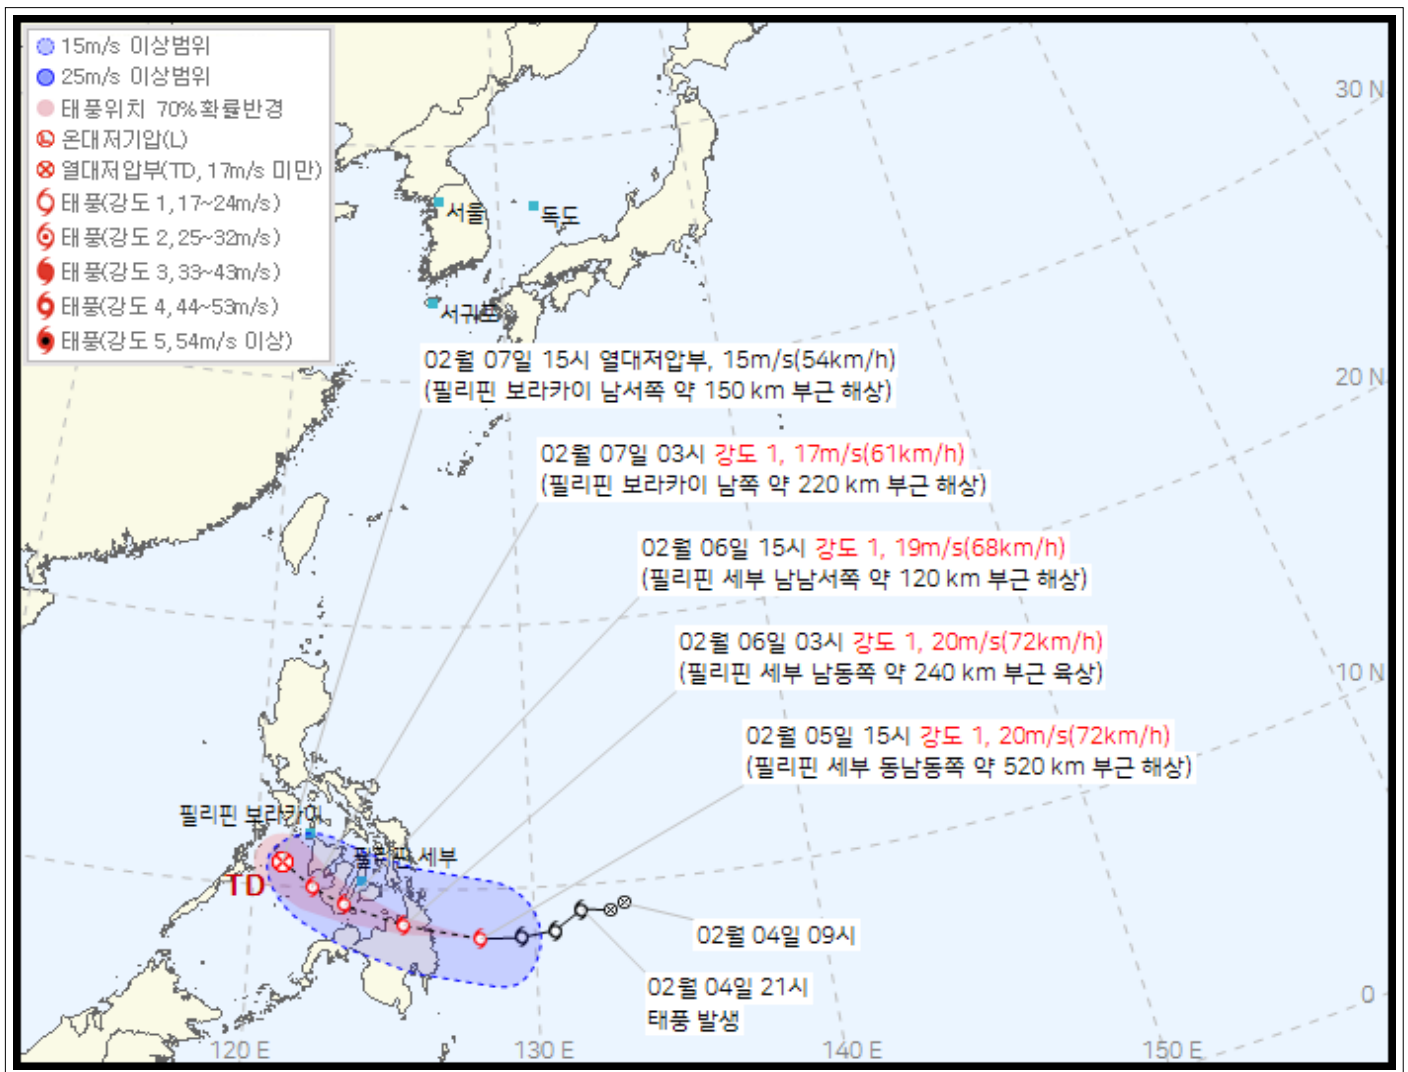 15m/s 이상범위
25m/s 이상범위
태풍위치 70%확률반경
온대저기압(L)
열대저압부(TD, 17m/s 미만)
태풍(강도 1, 17~24m/s)
태풍(강도 2, 25~32m/s)
태풍(강도 3, 33~43m/s)
태풍(강도 4, 44~53m/s)
태풍(강도 5, 54m/s 이상)
30 N
서울
독도
서귀포
02월 07일 15시 열대저압부, 15m/s(54km/h)
(필리핀 보라카이 남서쪽 약 150 km 부근 해상)
20 N
02월 07일 03시 강도 1, 17m/s(61km/h)
(필리핀 보라카이 남쪽 약 220 km 부근 해상)
02월 06일 15시 강도 1, 19m/s(68km/h)
(필리핀 세부 남남서쪽 약 120 km 부근 해상)
02월 06일 03시 강도 1, 20m/s(72km/h)
(필리핀 세부 남동쪽 약 240 km 부근 육상)
10 N
02월 05일 15시 강도 1, 20m/s(72km/h)
(필리핀 세부 동남동쪽 약 520 km 부근 해상)
필리핀 보라카이
필리핀 세부
TD
02월 04일 09시
02월 04일 21시
태풍 발생
0
120 E
130 E
140 E
150 E